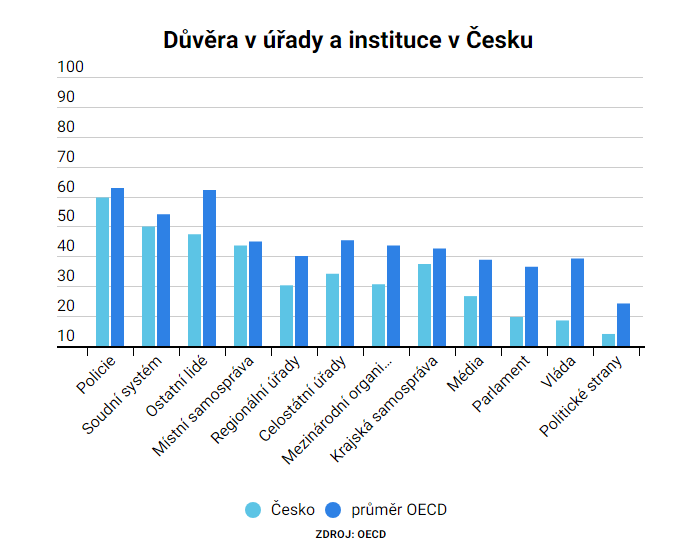 Důvěra v úřady a instituce v Česku
100
90
80
70
60
50
40
30
20
10
Policie
Soudní systém
Ostatní lidé
Místní samospráva
Regionální úřady
Celostátní úřady
Mezinárodní organi...
Krajská samospráva
Média
Parlament
Vláda
Politické strany
Česko průměr OECD
ZDROJ: OECD